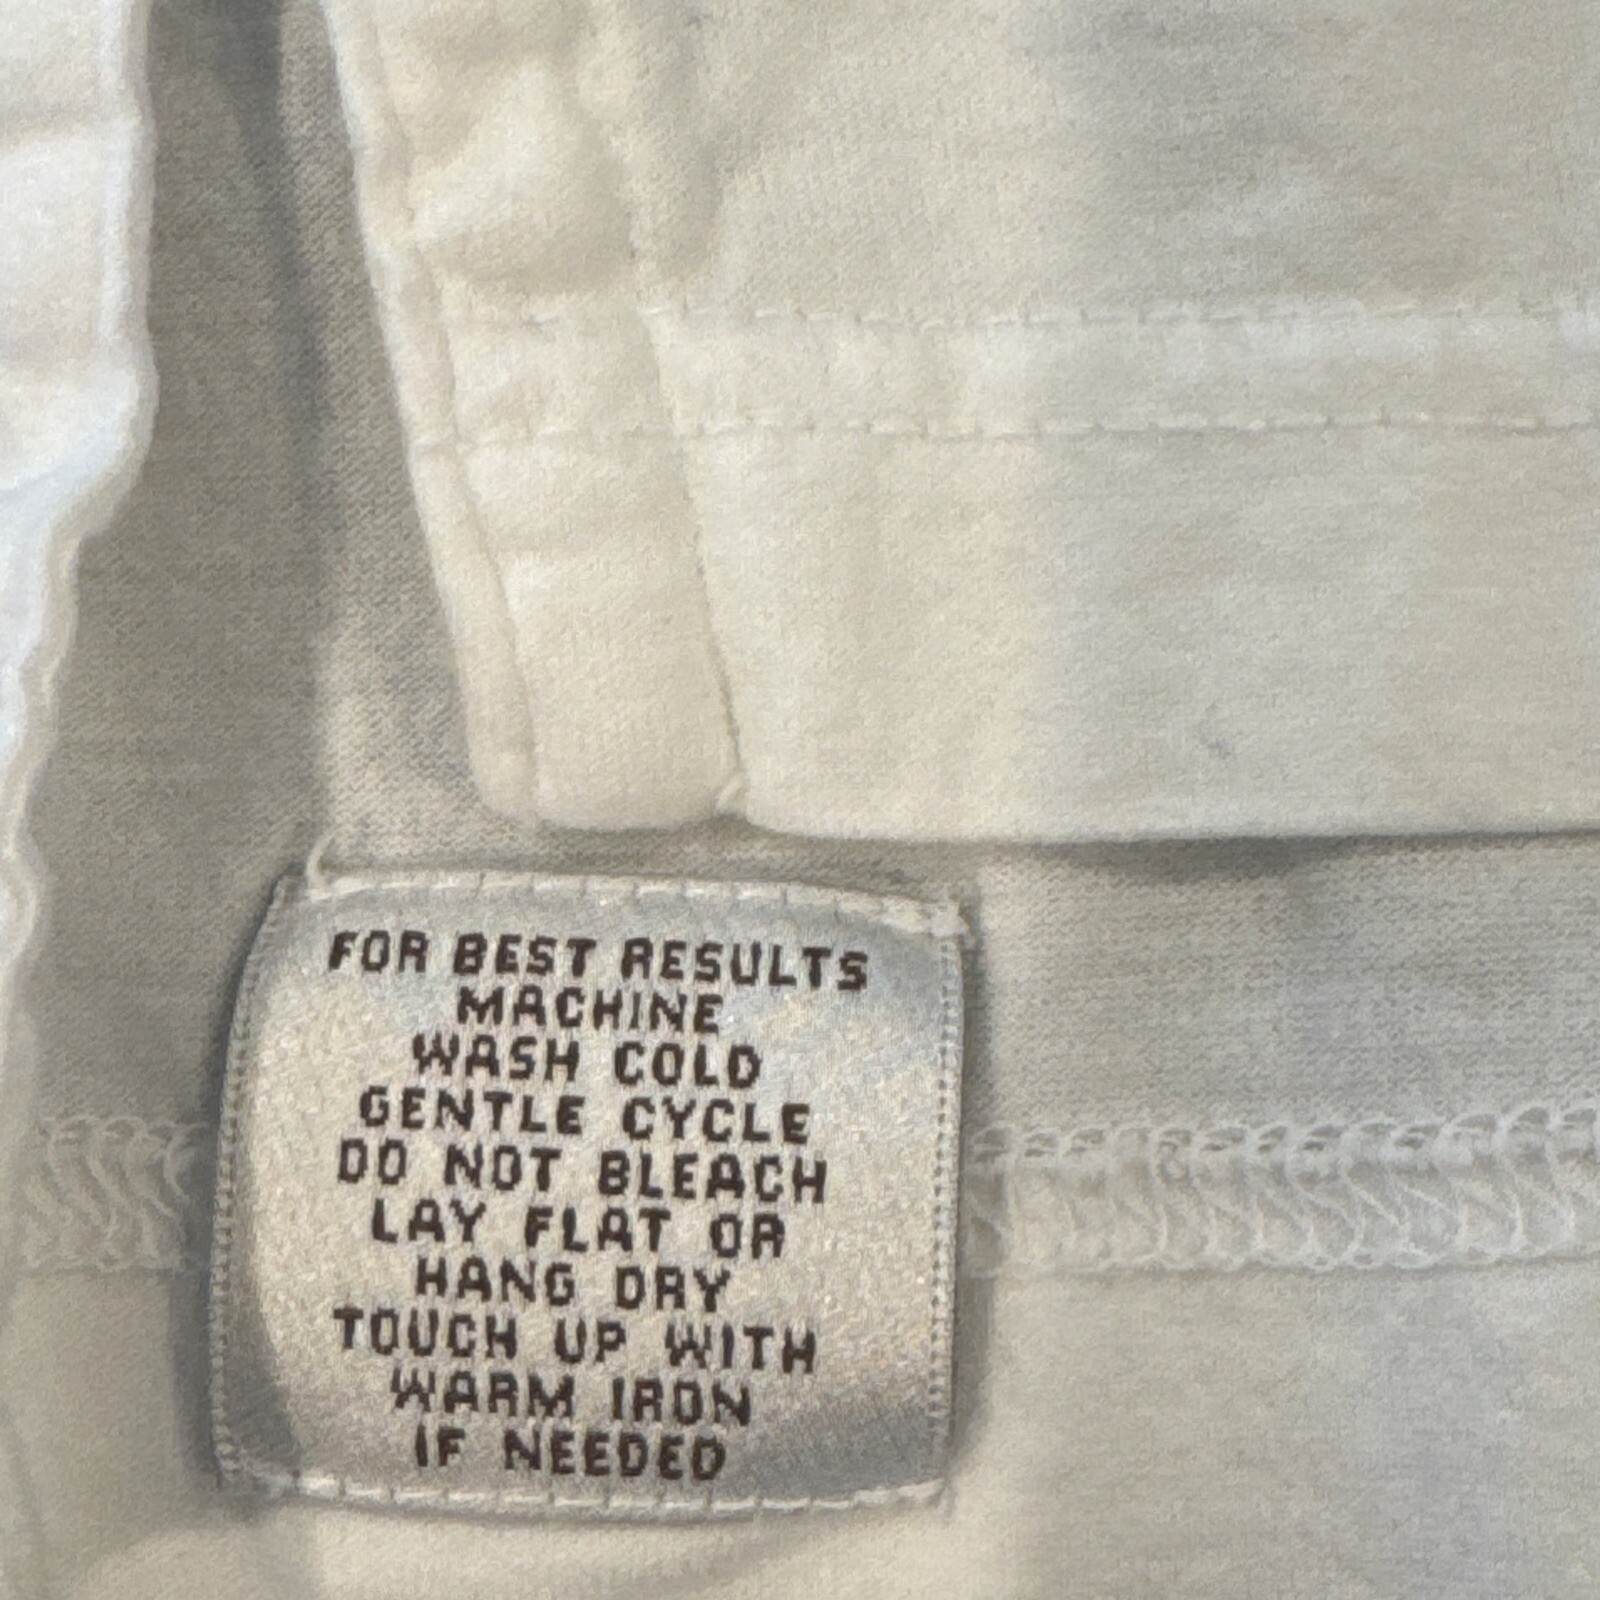 FOR BEST RESULTS
MACHINE
WASH COLD
GENTLE CYCLE
DO NOT BLEACH
LAY FLAT OR
HANG DRY
TOUCH UP WITH
WARM IRON
IF NEEDED